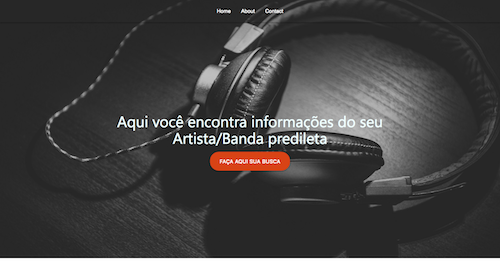 Home About Contact
Aqui você encontra informações do seu
Artista/Banda predileta
FAÇA AQUI SUA BUSCA